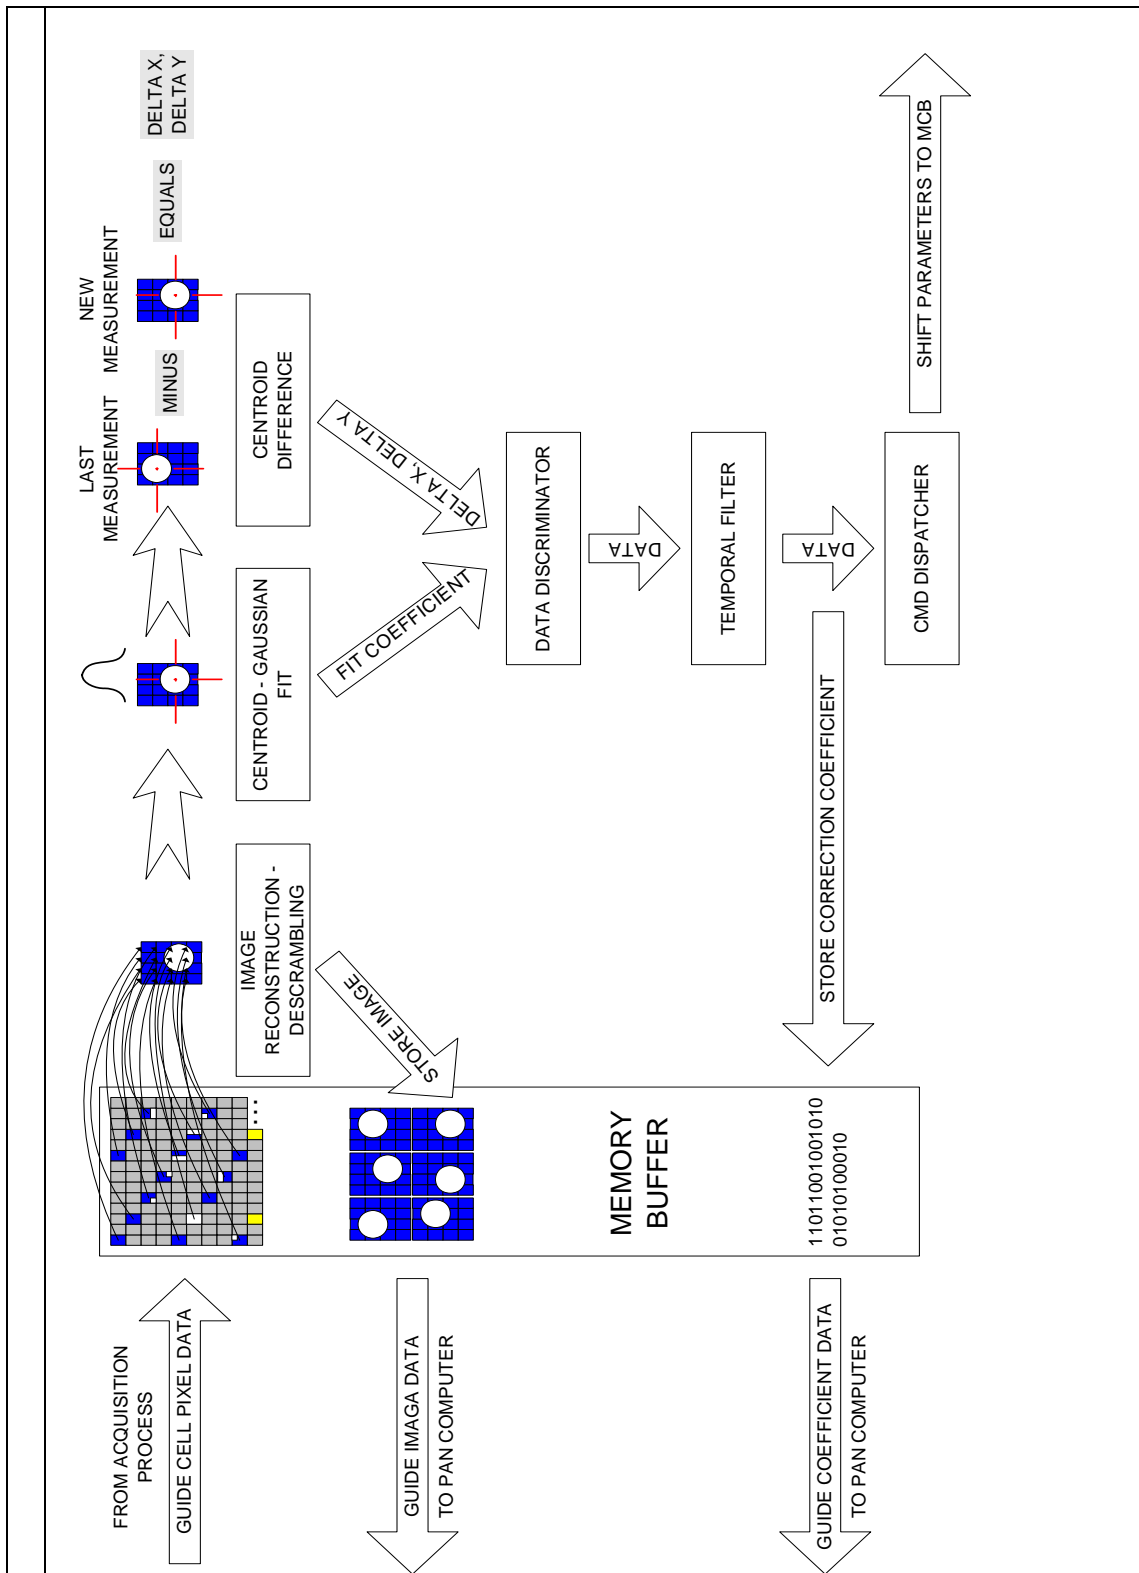 FROM ACQUISITION
PROCESS
GUIDE CELL PIXEL DATA
GUIDE IMAGA DATA
TO PAN COMPUTER
GUIDE COEFFICIENT DATA
TO PAN COMPUTER
...
MEMORY
BUFFER
1101100100101010
01010100010
IMAGE
RECONSTRUCTION -
DESCRAMBLING
STORE IMAGE
CENTROID - GAUSSIAN
FIT
FIT COEFFICIENT
LAST
MEASUREMENT
MINUS
NEW
MEASUREMENT
EQUALS
DELTA X,
DELTA Y
CENTROID
DIFFERENCE
DELTA X, DELTA Y
DATA DISCRIMINATOR
DATA
TEMPORAL FILTER
DATA
STORE CORRECTION COEFFICIENT
CMD DISPATCHER
SHIFT PARAMETERS TO MCB